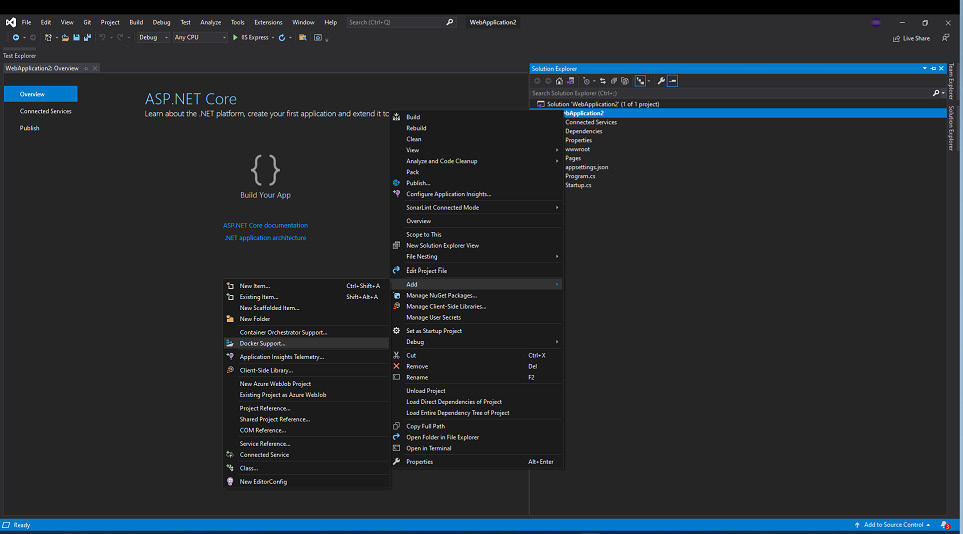 File Edit View Git Project Build Debug Test Analyze Tools Extensions Window Help Search (Ctrl+Q) WebApplication2
Debug Any CPU IIS Express Live Share
Test Explorer
WebApplication2: Overview
Overview
Connected Services
Publish
ASP.NET Core
Learn about the .NET platform, create your first application and extend it to
{ }
Build Your App
ASP.NET Core documentation
.NET application architecture
Build
Rebuild
Clean
View
Analyze and Code Cleanup
Pack
Publish...
Configure Application Insights...
SonarLint Connected Mode
Overview
Scope to This
New Solution Explorer View
File Nesting
Edit Project File
Add
Manage NuGet Packages...
Manage Client-Side Libraries...
Manage User Secrets
Set as Startup Project
Debug
Cut Ctrl+X
Remove Del
Rename F2
Unload Project
Load Direct Dependencies of Project
Load Entire Dependency Tree of Project
Copy Full Path
Open Folder in File Explorer
Open in Terminal
Properties Alt+Enter
New Item... Ctrl+Shift+A
Existing Item... Shift+Alt+A
New Scaffolded Item...
New Folder
Container Orchestrator Support...
Docker Support...
Application Insights Telemetry...
Client-Side Library...
New Azure WebJob Project
Existing Project as Azure WebJob
Project Reference...
Shared Project Reference...
COM Reference...
Service Reference...
Connected Service
Class...
New EditorConfig
Solution Explorer
Search Solution Explorer (Ctrl+;)
Solution 'WebApplication2' (1 of 1 project)
ebApplication2
Connected Services
Dependencies
Properties
wwwroot
Pages
appsettings.json
Program.cs
Startup.cs
Team Explorer
Solution Explorer
Ready
Add to Source Control